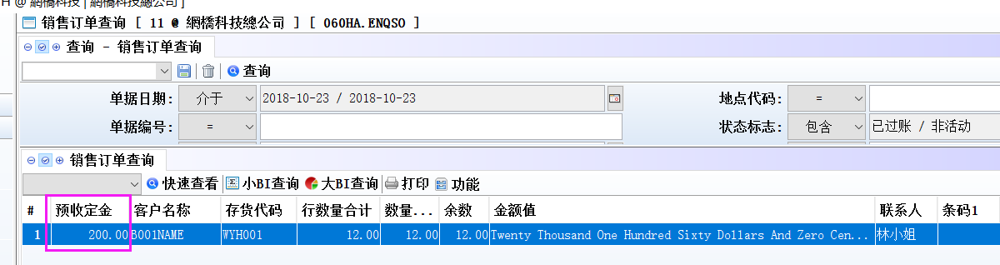 H @ 網橋科技 | 網橋科技總公司 ]
销售订单查询 [ 11 @ 網橋科技總公司 ] [ 060HA.ENQSO ]
查询 - 销售订单查询
查询
单据日期: 介于 2018-10-23 / 2018-10-23 地点代码: =
单据编号: = 状态标志: 包含 已过账 / 非活动
销售订单查询
快速查看 小BI查询 大BI查询 打印 功能
# 预收定金 客户名称 存货代码 行数量合计 数量... 余数 金额值 联系人 条码1
1 200.00 B001NAME WYH001 12.00 12.00 12.00 Twenty Thousand One Hundred Sixty Dollars And Zero Cen... 林小姐